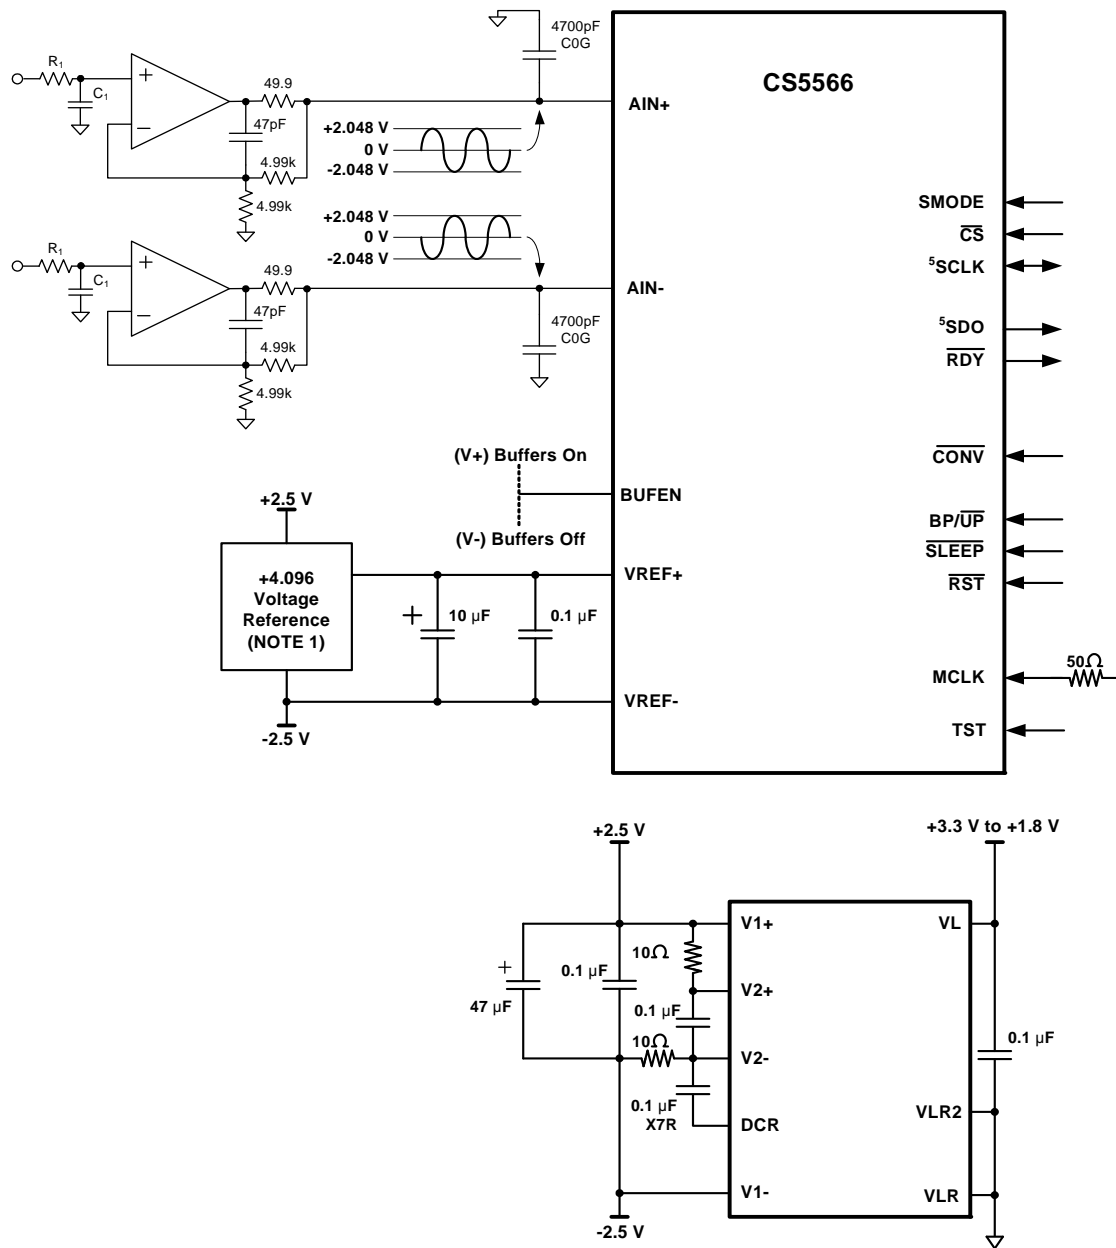 4700pF
C0G
CS5566
R1
C1
49.9
47pF
4.99k
4.99k
+2.048 V
0 V
-2.048 V
AIN+
+2.048 V
0 V
-2.048 V
R1
C1
49.9
47pF
4.99k
4.99k
AIN-
4700pF
C0G
SMODE
CS
5SCLK
5SDO
RDY
(V+) Buffers On
BUFEN
(V-) Buffers Off
CONV
BP/UP
SLEEP
RST
+2.5 V
+4.096
Voltage
Reference
(NOTE 1)
+
10 µF
0.1 µF
VREF+
VREF-
-2.5 V
MCLK
50Ω
TST
+2.5 V
+3.3 V to +1.8 V
V1+
VL
10Ω
+
47 µF
0.1 µF
V2+
0.1 µF
10Ω
V2-
0.1 µF
0.1 µF
X7R
DCR
VLR2
V1-
VLR
-2.5 V